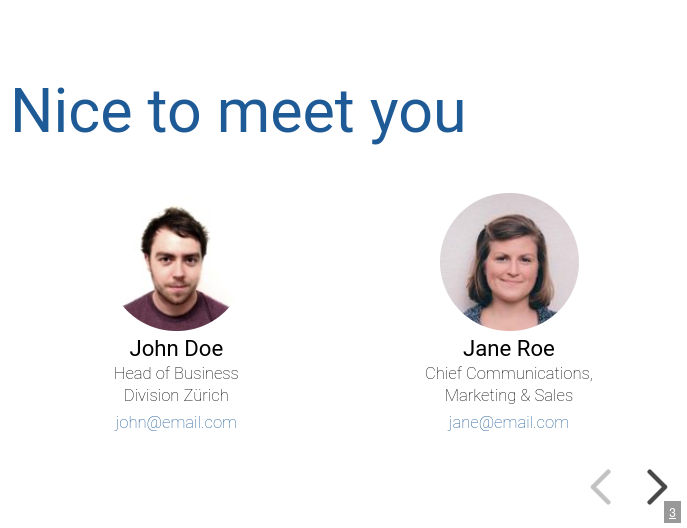 Nice to meet you
John Doe
Head of Business
Division Zürich
john@email.com
Jane Roe
Chief Communications,
Marketing & Sales
jane@email.com
3